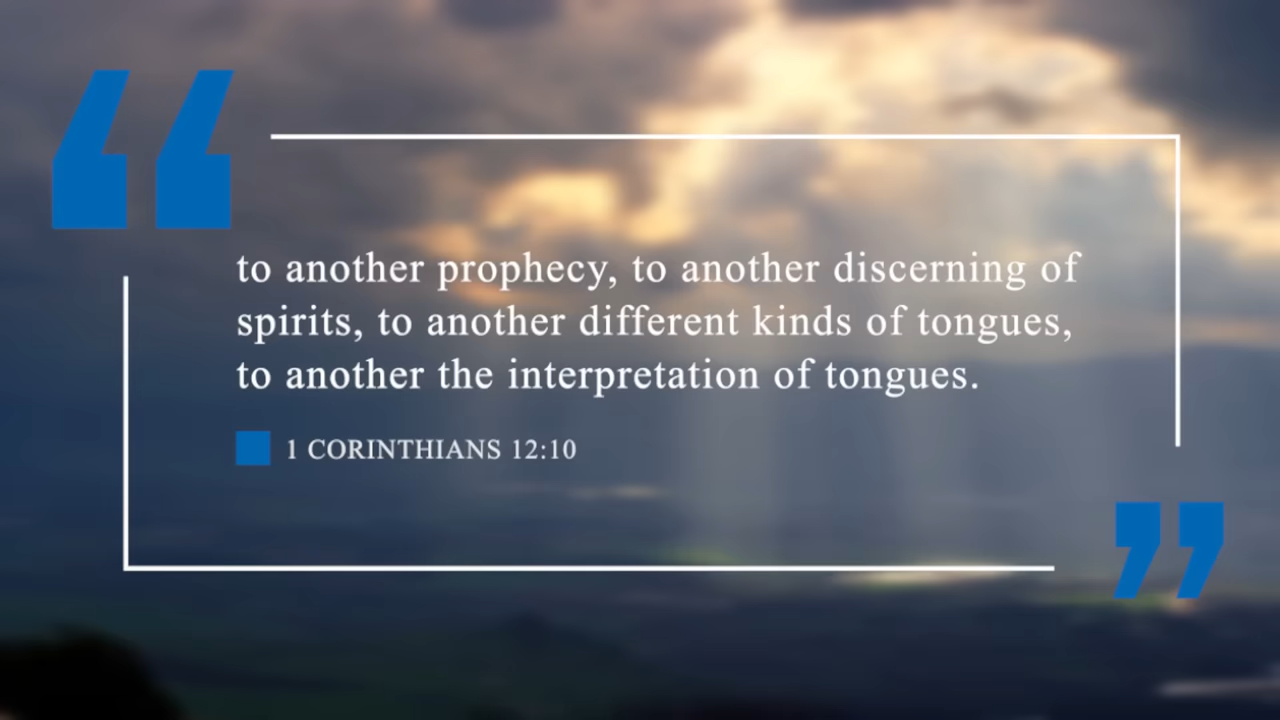 “
to another prophecy, to another discerning of
spirits, to another different kinds of tongues,
to another the interpretation of tongues.
1 CORINTHIANS 12:10
”